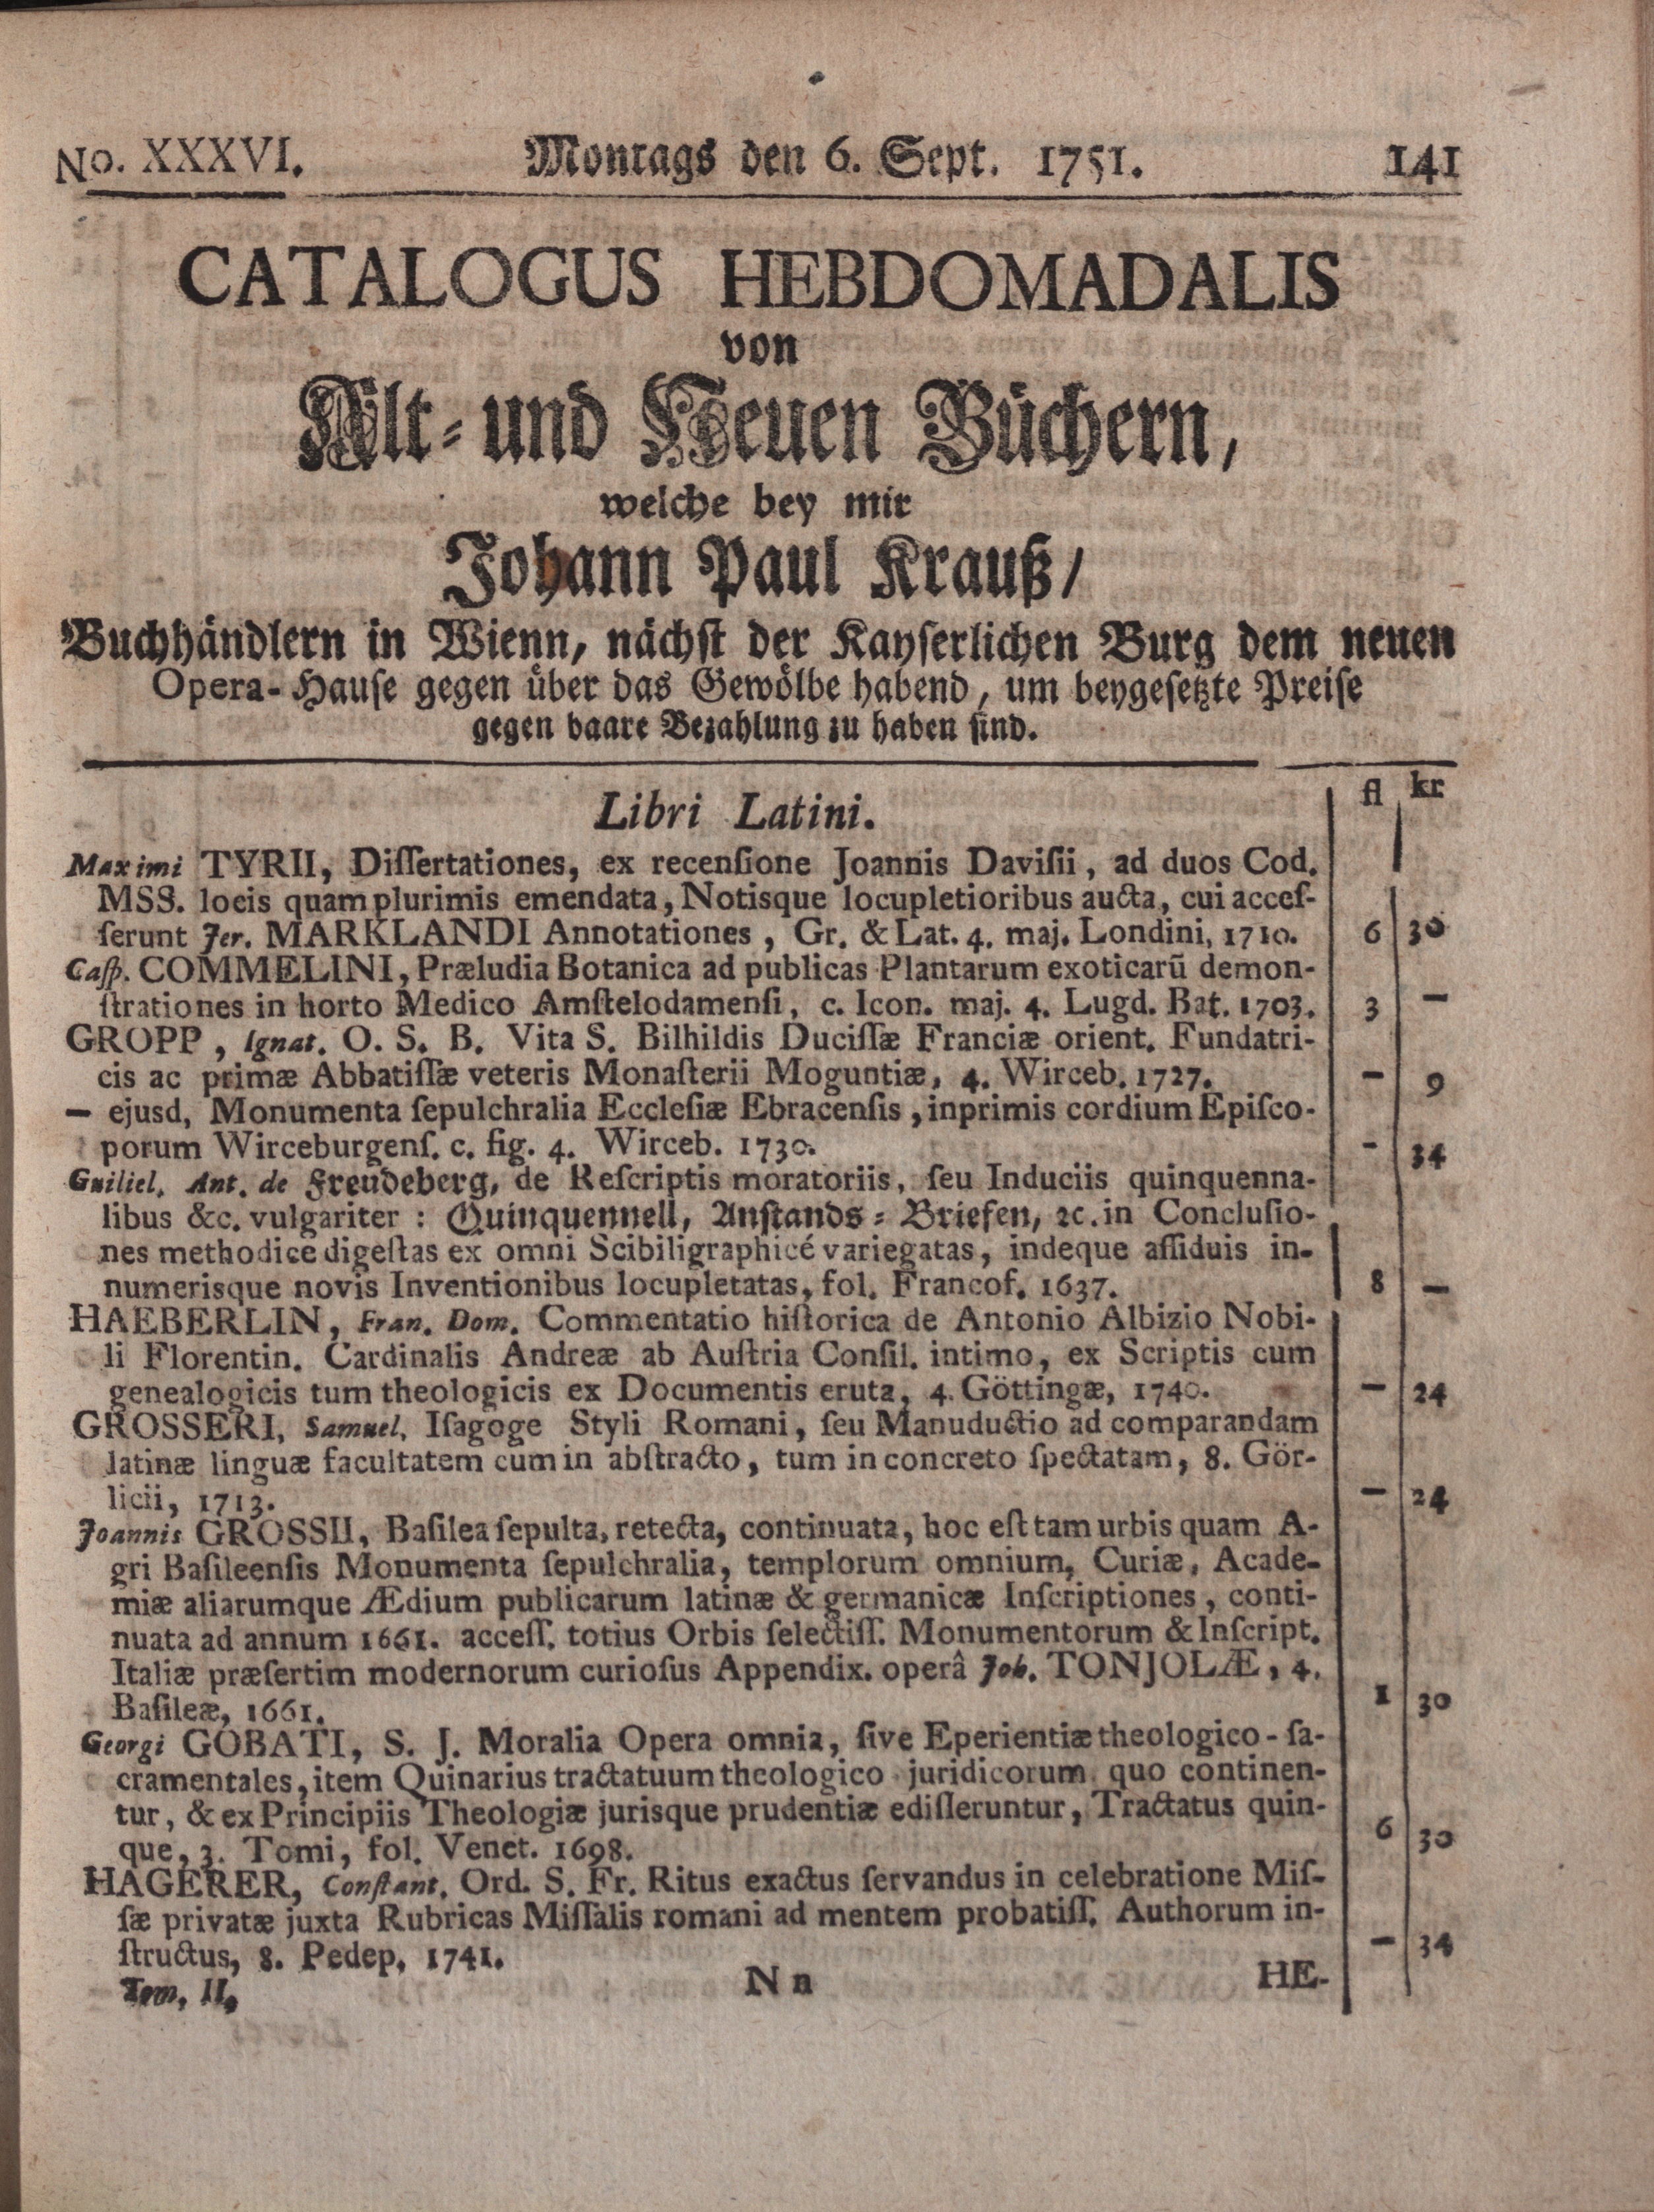 No. XXXVI. Montags den 6. Sept. 1751. 141
CATALOGUS HEBDOMADALIS
von
Alt- und Neuen Büchern,
welche bey mir
Johann Paul Krauß/
Buchhändlern in Wienn, nächst der Kayserlichen Burg dem neuen
Opera-Hause gegen über das Gewölbe habend, um beygesetzte Preise
gegen baare Bezahlung zu haben sind.
fl kr
Libri Latini.
Maximi TYRII, Diſſertationes, ex recenſione Joannis Daviſii, ad duos Cod.
MSS. locis quamplurimis emendata, Notisque locupletioribus aucta, cui acceſ-
ſerunt Jer. MARKLANDI Annotationes, Gr. & Lat. 4. maj. Londini, 1710. 6 30
Caſp. COMMELINI, Præludia Botanica ad publicas Plantarum exoticarũ demon-
ſtrationes in horto Medico Amſtelodamenſi, c. Icon. maj. 4. Lugd. Bat. 1703. 3 —
GROPP, Ignat. O. S. B. Vita S. Bilhildis Duciſſæ Franciæ orient. Fundatri-
cis ac primæ Abbatiſſæ veteris Monaſterii Moguntiæ, 4. Wirceb. 1727. — 9
— ejusd, Monumenta ſepulchralia Eccleſiæ Ebracenſis, inprimis cordium Epiſco-
porum Wirceburgenſ. c. fig. 4. Wirceb. 1730. - 34
Guiliel. Ant. de Freudeberg, de Reſcriptis moratoriis, ſeu Induciis quinquenna-
libus &c. vulgariter: Quinquennell, Anſtands-Briefen, ꝛc. in Concluſio-
nes methodice digeſtas ex omni Scibiligraphicé variegatas, indeque aſſiduis in-
numerisque novis Inventionibus locupletatas, fol. Francof. 1637. 8 —
HAEBERLIN, Fran. Dom. Commentatio hiſtorica de Antonio Albizio Nobi-
li Florentin. Cardinalis Andreæ ab Auſtria Conſil. intimo, ex Scriptis cum
genealogicis tum theologicis ex Documentis eruta, 4. Göttingæ, 1740. — 24
GROSSERI, Samuel, Iſagoge Styli Romani, ſeu Manuductio ad comparandam
latinæ linguæ facultatem cum in abſtracto, tum in concreto ſpectatam, 8. Gör-
licii, 1713. — 24
Joannis GROSSII, Baſilea ſepulta, retecta, continuata, hoc eſt tam urbis quam A-
gri Baſileenſis Monumenta ſepulchralia, templorum omnium, Curiæ, Acade-
miæ aliarumque Ædium publicarum latinæ & germanicæ Inſcriptiones, conti-
nuata ad annum 1661. acceſſ. totius Orbis ſelectiſſ. Monumentorum & Inſcript.
Italiæ præſertim modernorum curioſus Appendix. operâ Joh. TONJOLÆ, 4.
Baſileæ, 1661. 1 30
Georgi GOBATI, S. J. Moralia Opera omnia, ſive Eperientiæ theologico-ſa-
cramentales, item Quinarius tractatuum theologico juridicorum quo continen-
tur, & ex Principiis Theologiæ jurisque prudentiæ ediſſeruntur, Tractatus quin-
que, 3. Tomi, fol. Venet. 1698. 6 30
HAGERER, Conſtant. Ord. S. Fr. Ritus exactus ſervandus in celebratione Miſ-
ſæ privatæ juxta Rubricas Miſſalis romani ad mentem probatiſſ. Authorum in-
ſtructus, 8. Pedep, 1741. — 34
Tom. II. N n HE-